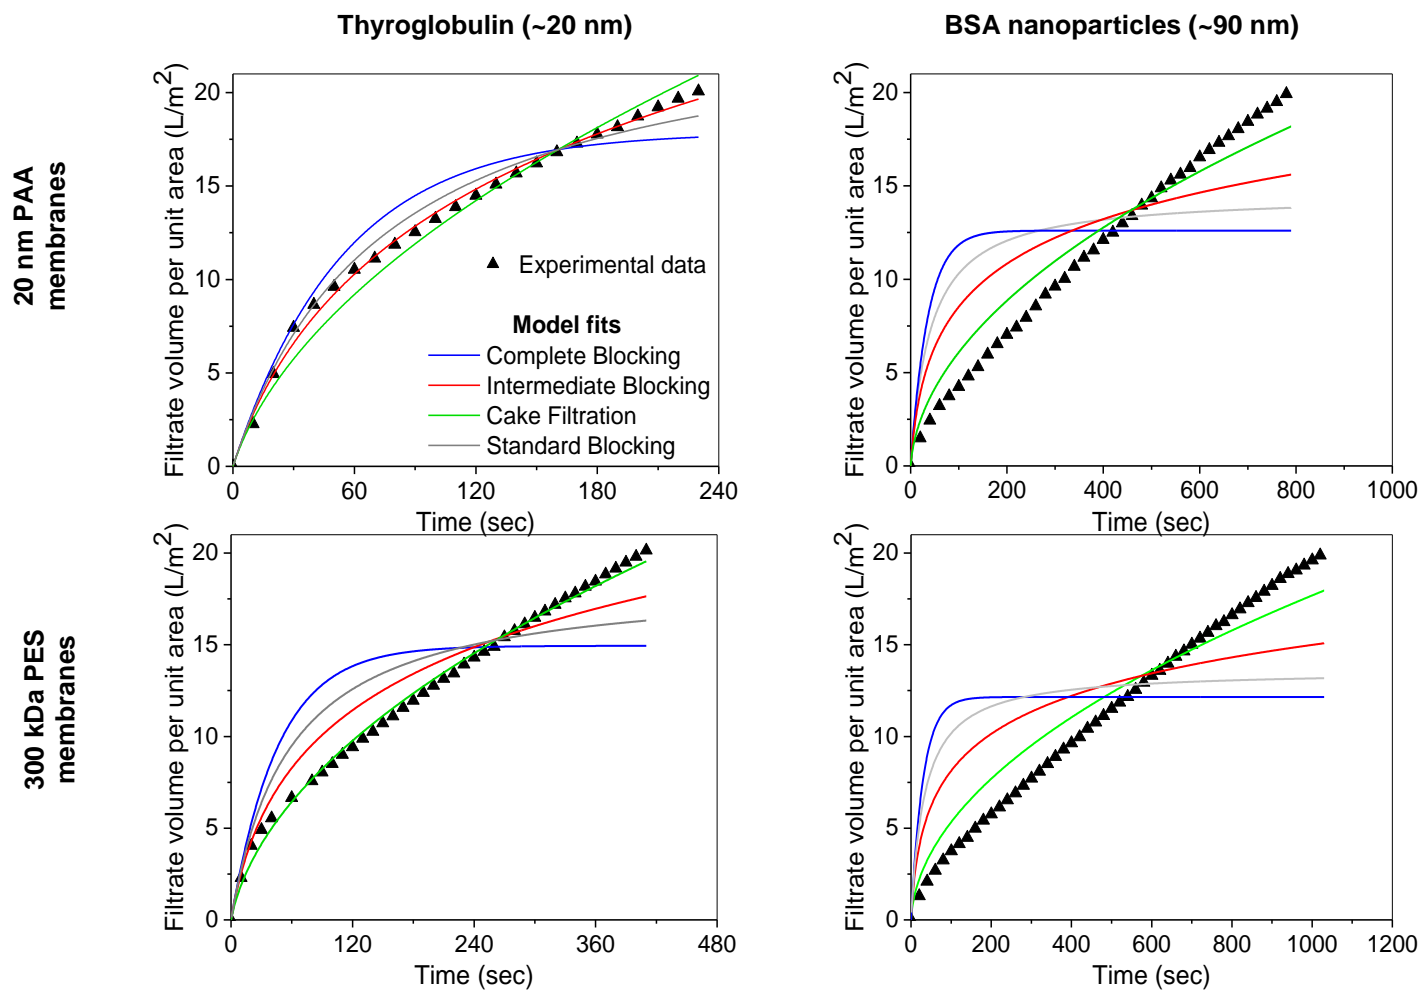 Thyroglobulin (~20 nm)
BSA nanoparticles (~90 nm)
20 nm PAA
membranes
Filtrate volume per unit area (L/m²)
20
15
10
5
0
0 60 120 180 240
Time (sec)
Experimental data
Model fits
Complete Blocking
Intermediate Blocking
Cake Filtration
Standard Blocking
Filtrate volume per unit area (L/m²)
20
15
10
5
0
0 200 400 600 800 1000
Time (sec)
300 kDa PES
membranes
Filtrate volume per unit area (L/m²)
20
15
10
5
0
0 120 240 360 480
Time (sec)
Filtrate volume per unit area (L/m²)
20
15
10
5
0
0 200 400 600 800 1000 1200
Time (sec)